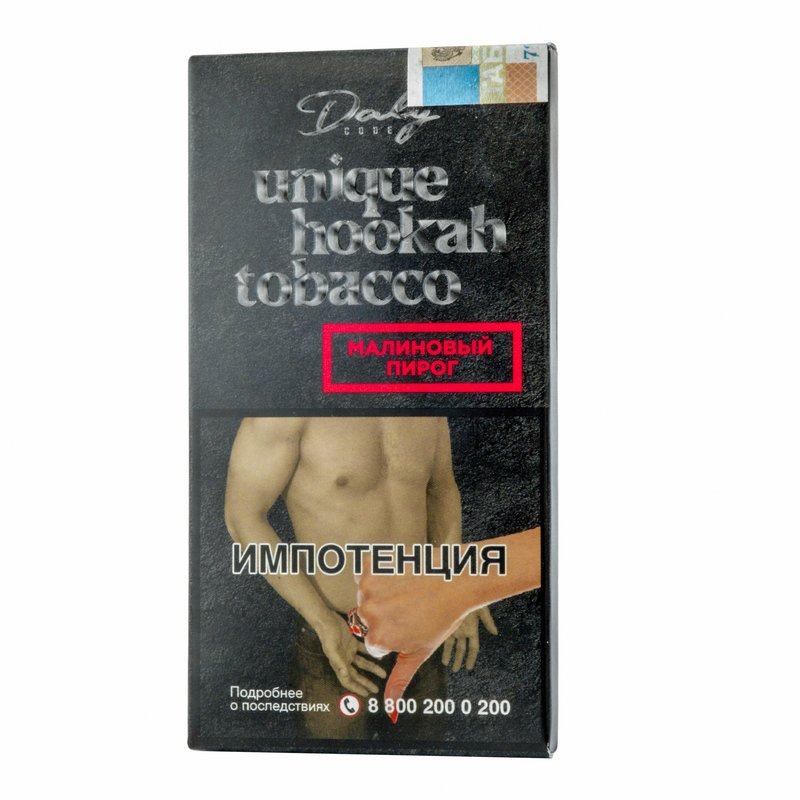 Daly
CODE
unique
hookah
tobacco
МАЛИНОВЫЙ
ПИРОГ
ИМПОТЕНЦИЯ
Подробнее
о последствиях 8 800 200 0 200